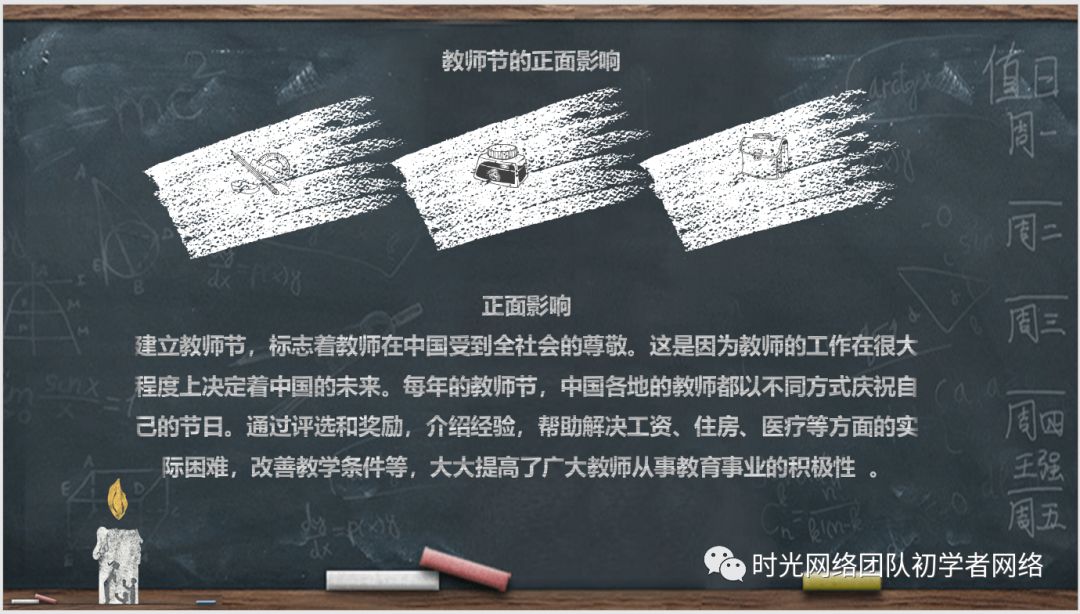 教师节的正面影响
正面影响
建立教师节，标志着教师在中国受到全社会的尊敬。这是因为教师的工作在很大
程度上决定着中国的未来。每年的教师节，中国各地的教师都以不同方式庆祝自
己的节日。通过评选和奖励，介绍经验，帮助解决工资、住房、医疗等方面的实
际困难，改善教学条件等，大大提高了广大教师从事教育事业的积极性 。
值日
周一
周二
周三
周四
王强
周五
时光网络团队初学者网络